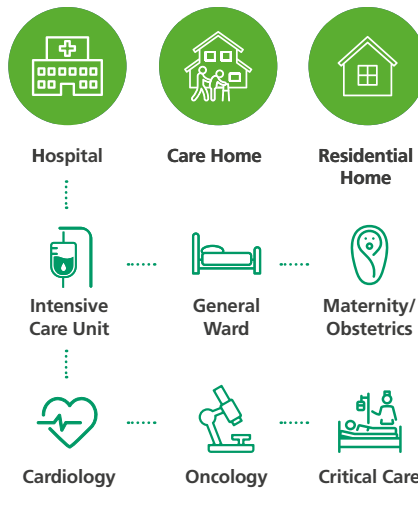 Hospital
Care Home
Residential
Home
Intensive
Care Unit
General
Ward
Maternity/
Obstetrics
Cardiology
Oncology
Critical Care